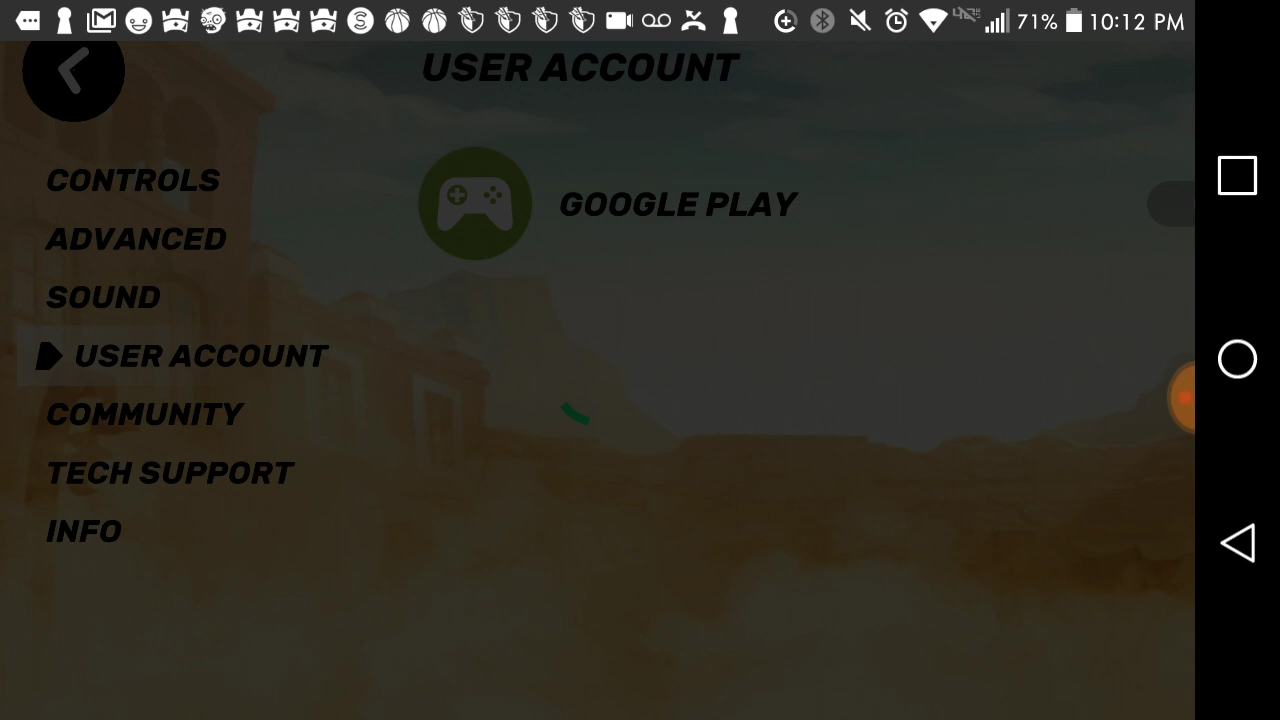 71% 10:12 PM
USER ACCOUNT
CONTROLS
GOOGLE PLAY
ADVANCED
SOUND
USER ACCOUNT
COMMUNITY
TECH SUPPORT
INFO